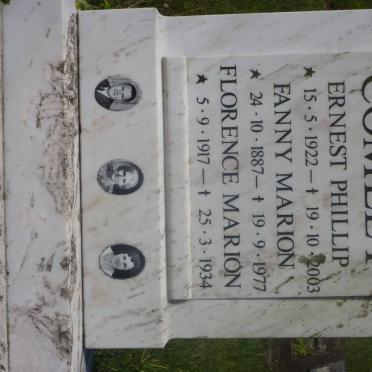 ERNEST PHILLIP
★ 15·5·1922 — † 19·10·2003
FANNY MARION
★ 24·10·1887 — † 19·9·1977
FLORENCE MARION
★ 5·9·1917 — † 25·3·1934